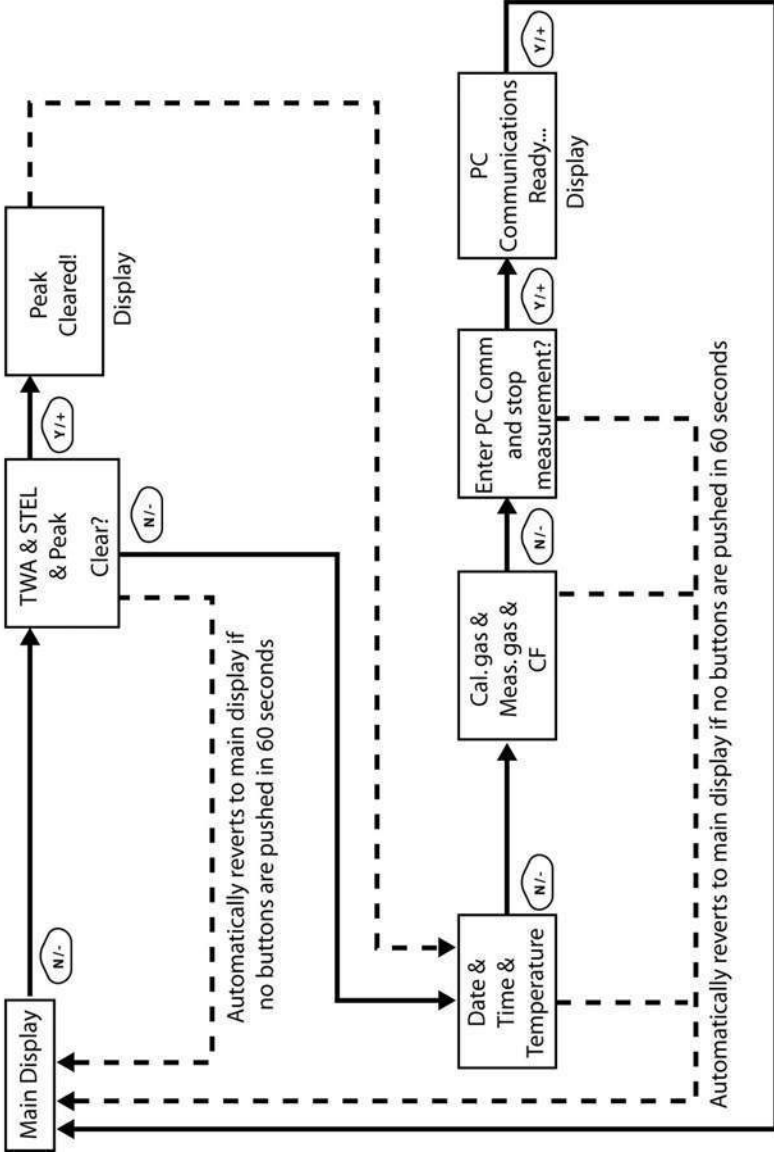 Main Display
N/-
TWA & STEL
& Peak
Clear?
Y/+
Peak
Cleared!
Display
N/-
Automatically reverts to main display if
no buttons are pushed in 60 seconds
Date &
Time &
Temperature
N/-
Cal. gas &
Meas. gas &
CF
N/-
Enter PC Comm
and stop
measurement?
Y/+
PC
Communications
Ready...
Display
Y/+
Automatically reverts to main display if no buttons are pushed in 60 seconds